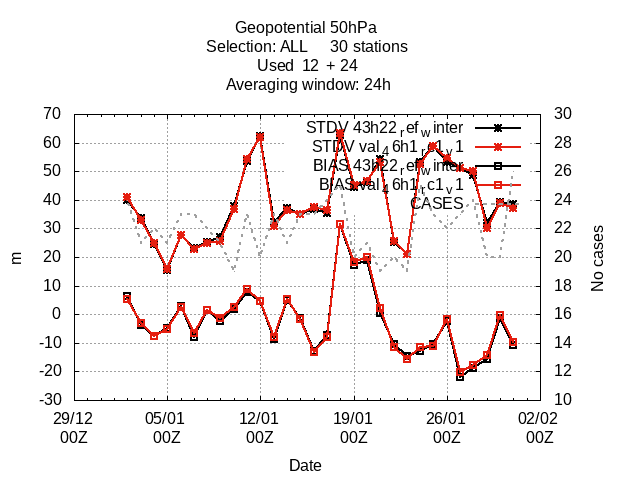 Geopotential 50hPa
Selection: ALL 30 stations
Used 12 + 24
Averaging window: 24h
70
60
50
40
30
20
10
0
-10
-20
-30
30
28
26
24
22
20
18
16
14
12
10
STDV 43h22_ref_winter
STDV val_46h1_rc1_v1
BIAS 43h22_ref_winter
BIAS val_46h1_rc1_v1
CASES
m
No cases
29/12 05/01 12/01 19/01 26/01 02/02
00Z 00Z 00Z 00Z 00Z 00Z
Date